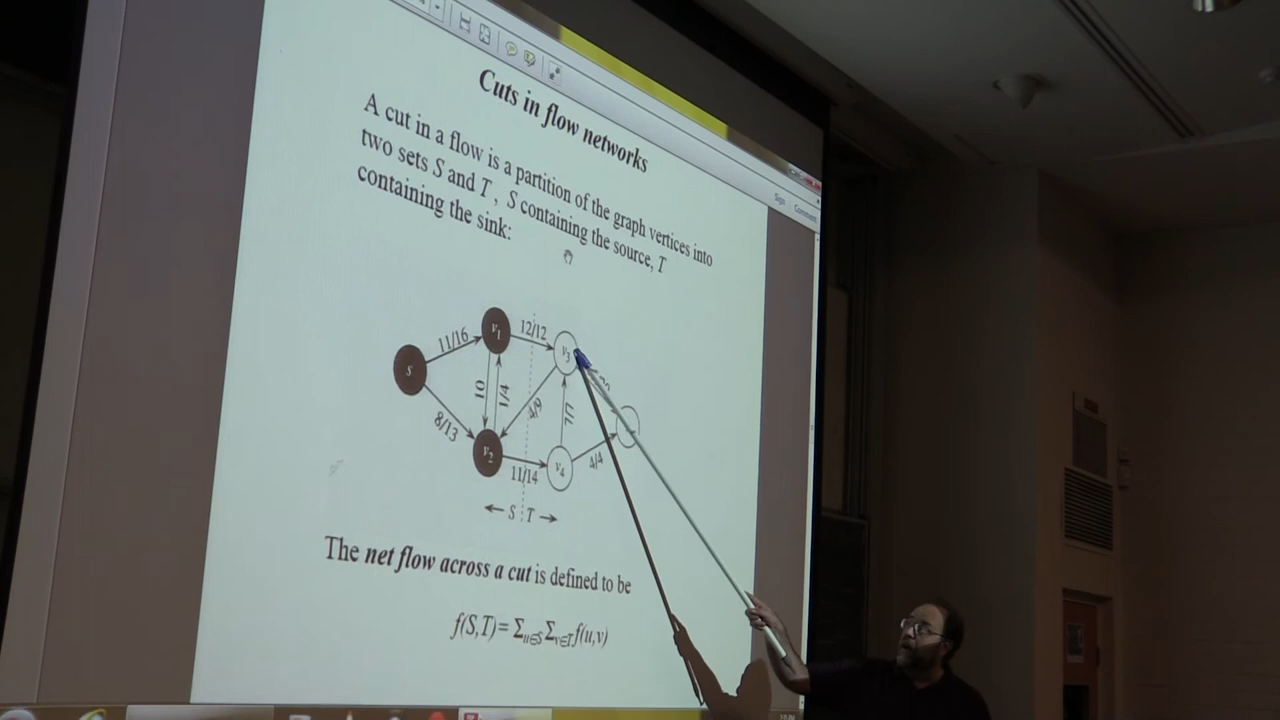 Sign
Comment
Cuts in flow networks
A cut in a flow is a partition of the graph vertices into
two sets S and T, S containing the source, T
containing the sink:
11/16
v1
12/12
v3
s
10
1/4
4/9
7/7
8/13
v2
11/14
v4
4/4
← S T →
The net flow across a cut is defined to be
f(S,T)= Σu∈S Σv∈T f(u,v)